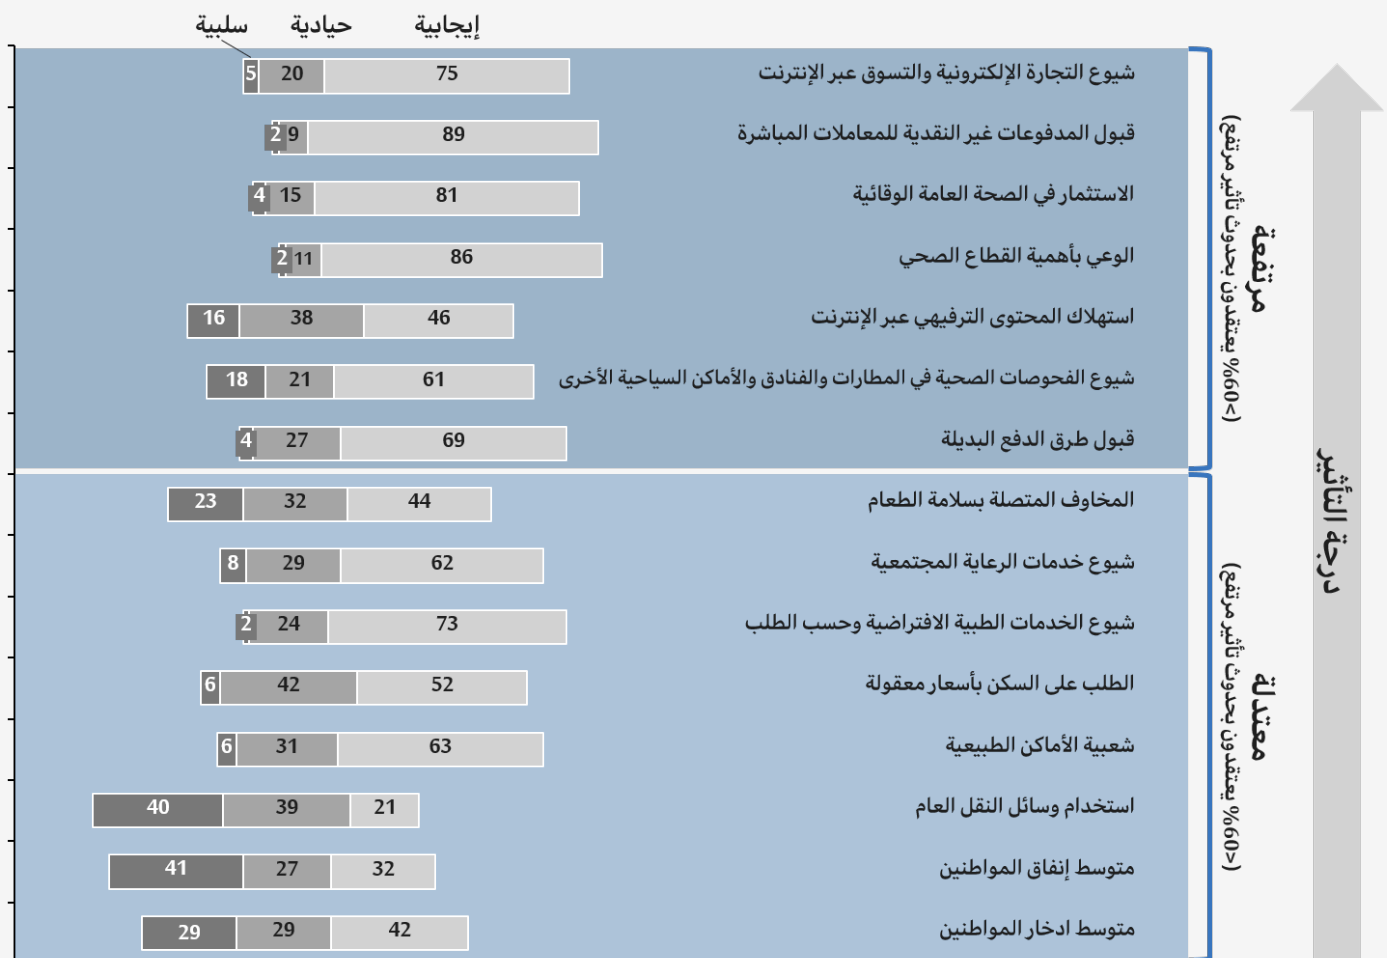 إيجابية حيادية سلبية
شيوع التجارة الإلكترونية والتسوق عبر الإنترنت 75 20 5
قبول المدفوعات غير النقدية للمعاملات المباشرة 89 9 2
الاستثمار في الصحة العامة الوقائية 81 15 4
الوعي بأهمية القطاع الصحي 86 11 2
استهلاك المحتوى الترفيهي عبر الإنترنت 46 38 16
شيوع الفحوصات الصحية في المطارات والفنادق والأماكن السياحية الأخرى 61 21 18
قبول طرق الدفع البديلة 69 27 4
المخاوف المتصلة بسلامة الطعام 44 32 23
شيوع خدمات الرعاية المجتمعية 62 29 8
شيوع الخدمات الطبية الافتراضية وحسب الطلب 73 24 2
الطلب على السكن بأسعار معقولة 52 42 6
شعبية الأماكن الطبيعية 63 31 6
استخدام وسائل النقل العام 21 39 40
متوسط إنفاق المواطنين 32 27 41
متوسط ادخار المواطنين 42 29 29
درجة التأثير
مرتفعة
(>60% يعتقدون بحدوث تأثير مرتفع)
معتدلة
(<60% يعتقدون بحدوث تأثير مرتفع)